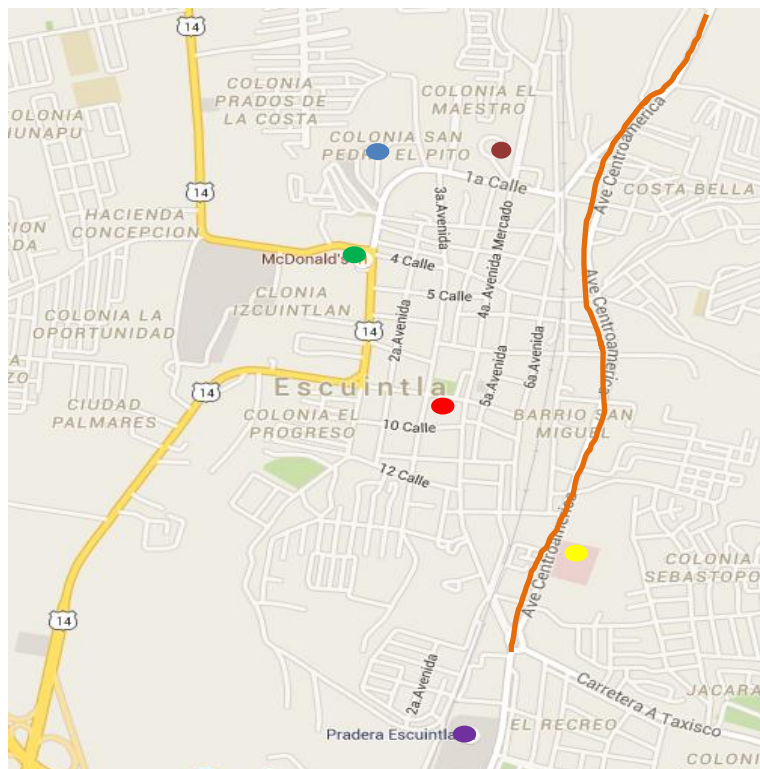 14
COLONIA
PRADOS DE
LA COSTA
COLONIA EL
MAESTRO
COLONIA
HUNAPU
COLONIA SAN
PEDRO EL PITO
14
1a Calle
3a.Avenida
Ave Centroamerica
COSTA BELLA
HACIENDA
CONCEPCION
McDonald's
4 Calle
4a. Avenida Mercado
5 Calle
CLONIA
IZCUINTLAN
COLONIA LA
OPORTUNIDAD
14
2a.Avenida
6a.Avenida
Ave Centroamerica
Escuintla
5a.Avenida
14
CIUDAD
PALMARES
COLONIA EL
PROGRESO
10 Calle
BARRIO SAN
MIGUEL
12 Calle
Ave Centroamerica
COLONIA
SEBASTOPO
14
2a.Avenida
Carretera A Taxisco
JACARA
EL RECREO
Pradera Escuintla
COLONI